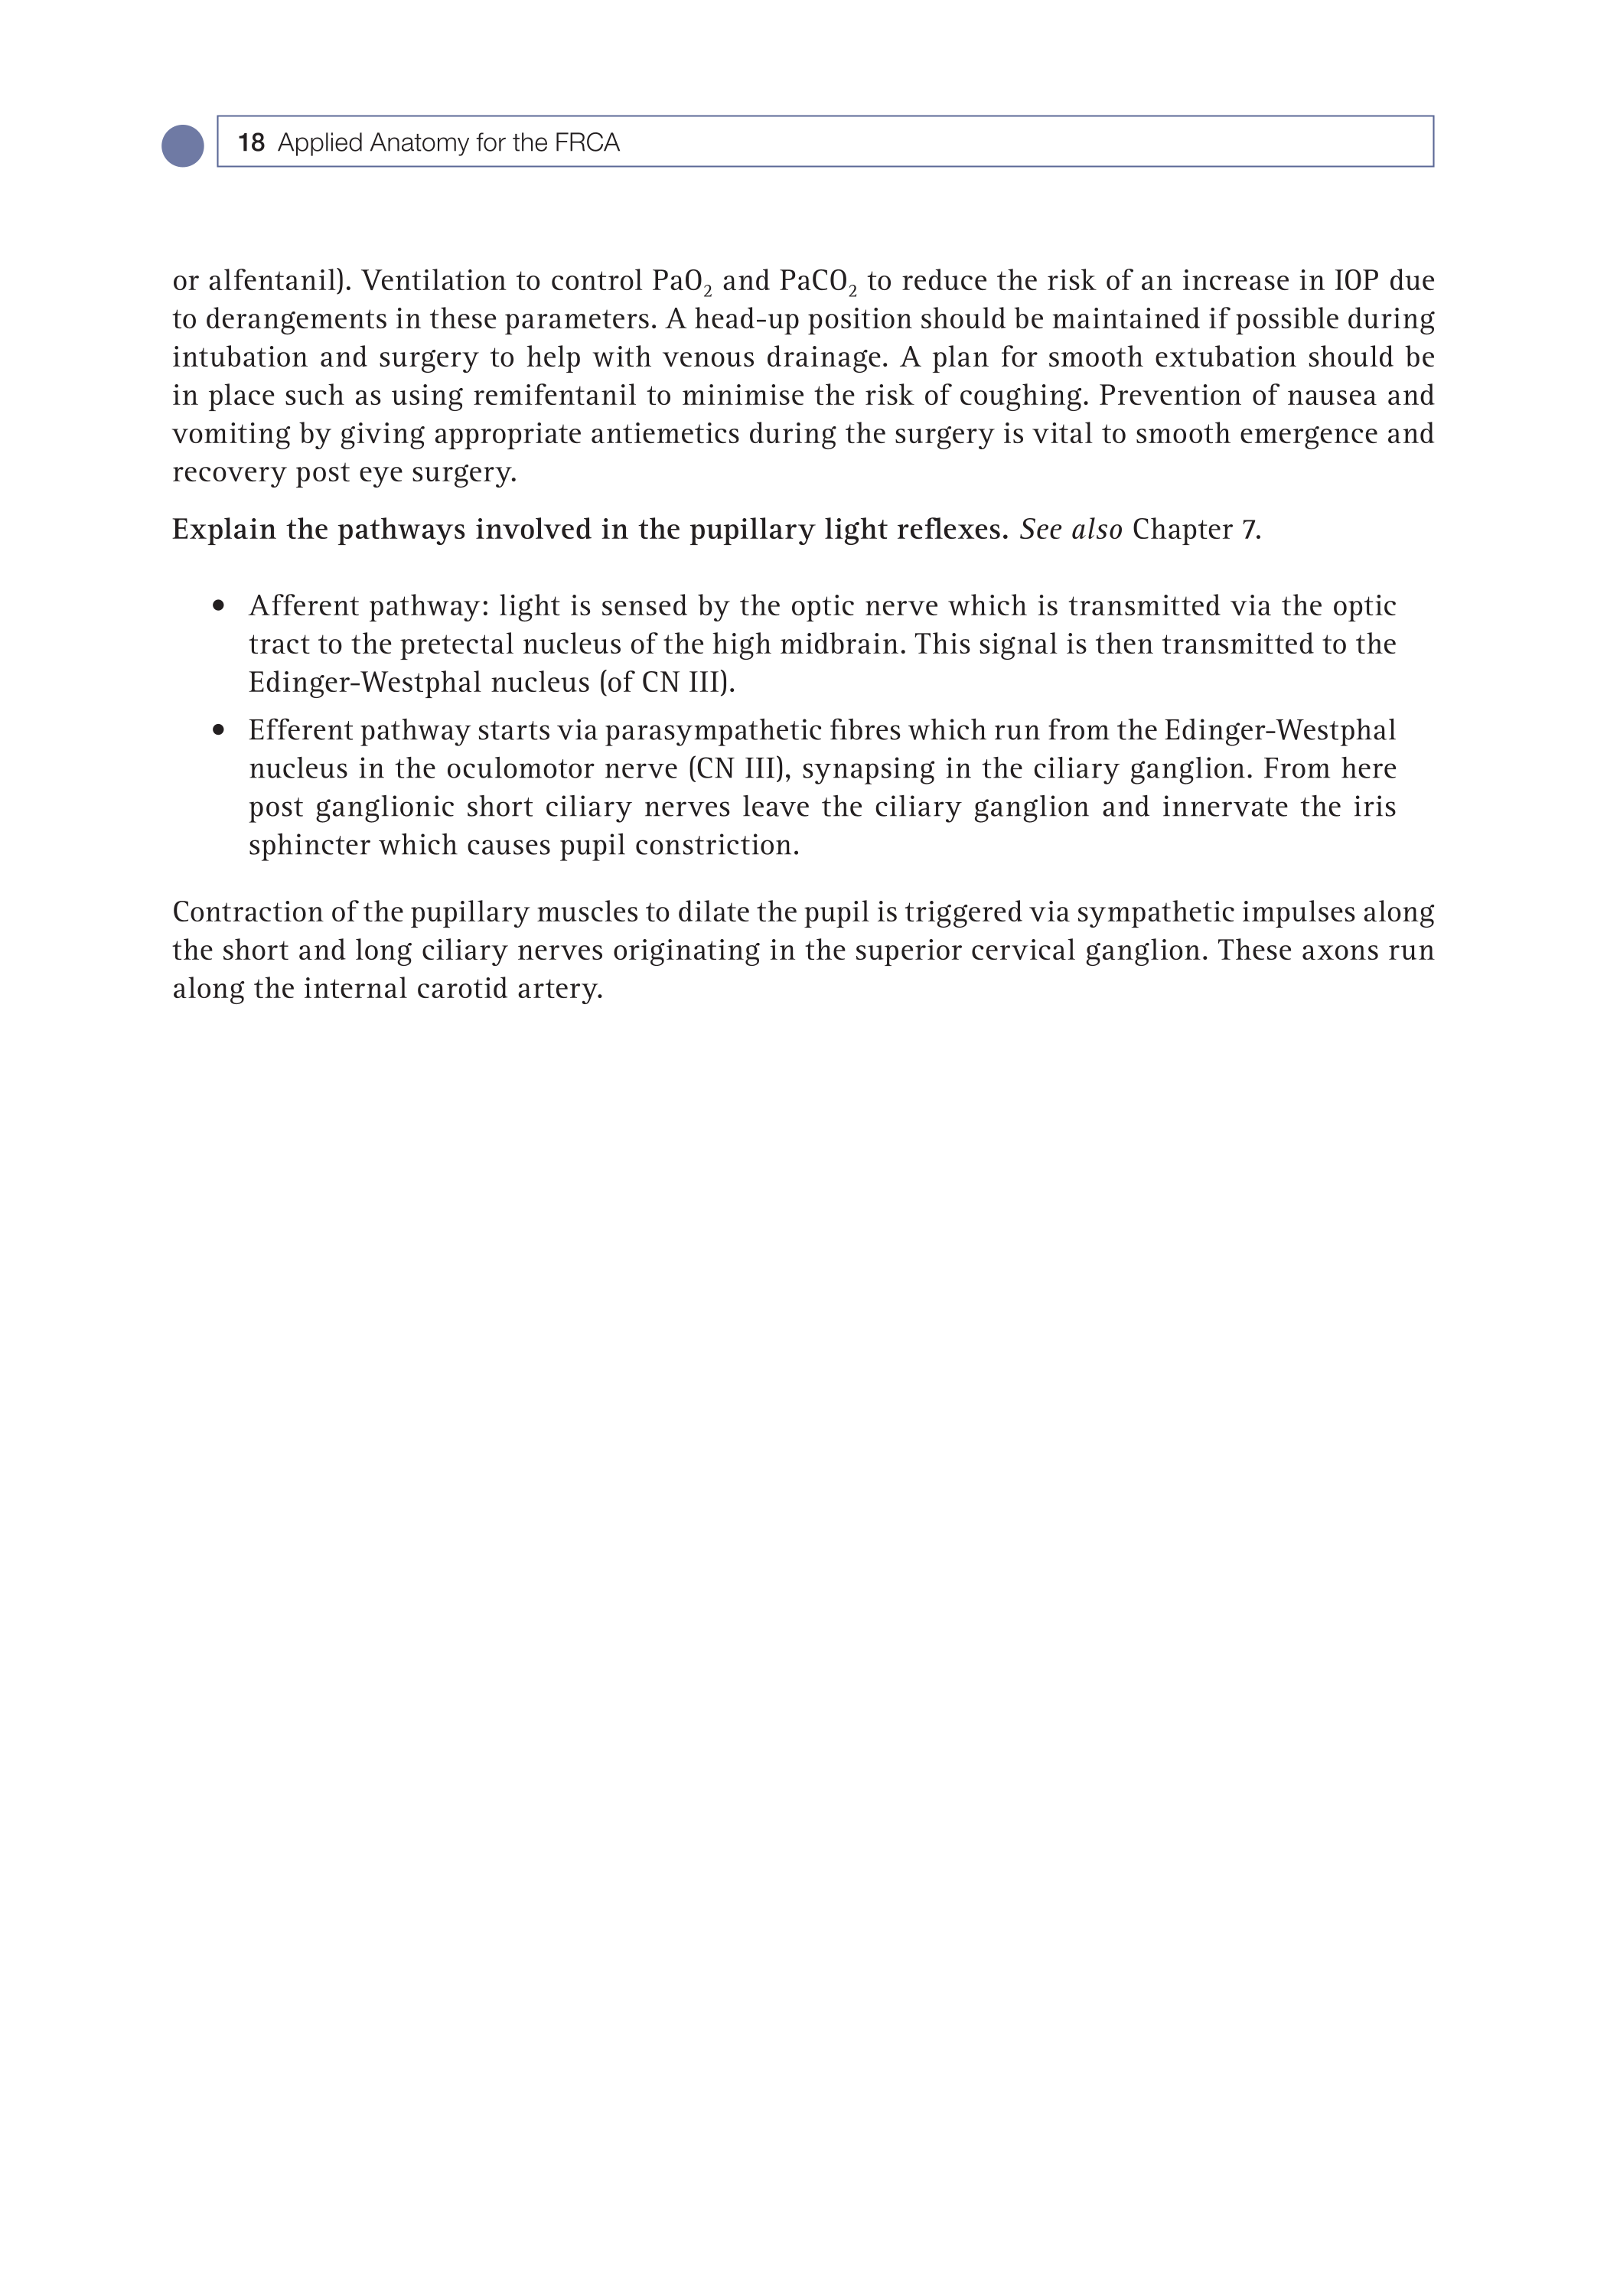 18 Applied Anatomy for the FRCA
or alfentanil). Ventilation to control PaO₂ and PaCO₂ to reduce the risk of an increase in IOP due
to derangements in these parameters. A head-up position should be maintained if possible during
intubation and surgery to help with venous drainage. A plan for smooth extubation should be
in place such as using remifentanil to minimise the risk of coughing. Prevention of nausea and
vomiting by giving appropriate antiemetics during the surgery is vital to smooth emergence and
recovery post eye surgery.
Explain the pathways involved in the pupillary light reflexes. See also Chapter 7.
• Afferent pathway: light is sensed by the optic nerve which is transmitted via the optic
tract to the pretectal nucleus of the high midbrain. This signal is then transmitted to the
Edinger-Westphal nucleus (of CN III).
• Efferent pathway starts via parasympathetic fibres which run from the Edinger-Westphal
nucleus in the oculomotor nerve (CN III), synapsing in the ciliary ganglion. From here
post ganglionic short ciliary nerves leave the ciliary ganglion and innervate the iris
sphincter which causes pupil constriction.
Contraction of the pupillary muscles to dilate the pupil is triggered via sympathetic impulses along
the short and long ciliary nerves originating in the superior cervical ganglion. These axons run
along the internal carotid artery.